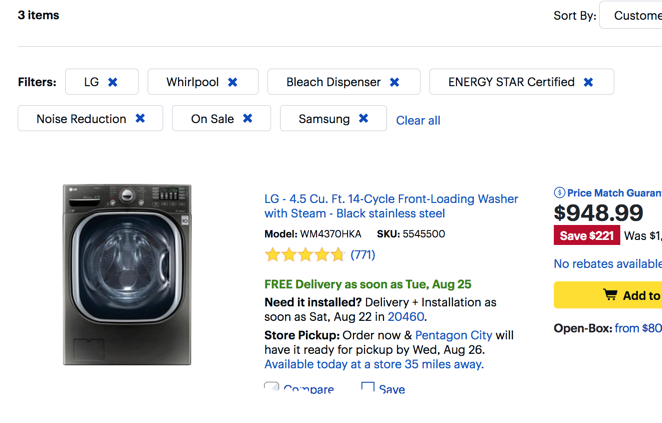 3 items
Sort By: Custome
Filters: LG ✖ Whirlpool ✖ Bleach Dispenser ✖ ENERGY STAR Certified ✖
Noise Reduction ✖ On Sale ✖ Samsung ✖ Clear all
LG - 4.5 Cu. Ft. 14-Cycle Front-Loading Washer
with Steam - Black stainless steel
Model: WM4370HKA SKU: 5545500
(771)
FREE Delivery as soon as Tue, Aug 25
Need it installed? Delivery + Installation as
soon as Sat, Aug 22 in 20460.
Store Pickup: Order now & Pentagon City will
have it ready for pickup by Wed, Aug 26.
Available today at a store 35 miles away.
Compare Save
Price Match Guaran
$948.99
Save $221 Was $1,
No rebates available
Add to
Open-Box: from $80